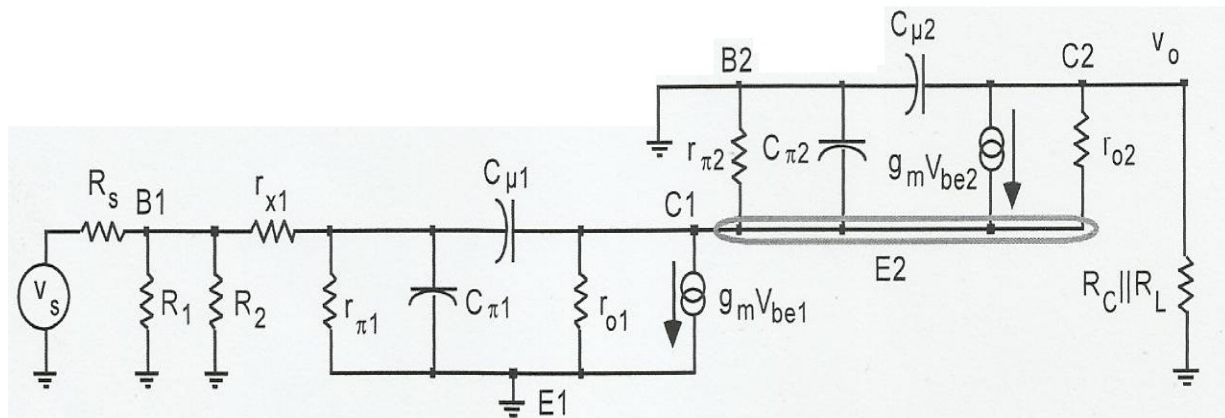 Cμ2
B2
C2
vo
rπ2
Cπ2
gmVbe2
ro2
Rs
B1
rx1
Cμ1
C1
E2
vs
R1
R2
rπ1
Cπ1
ro1
gmVbe1
RC||RL
E1